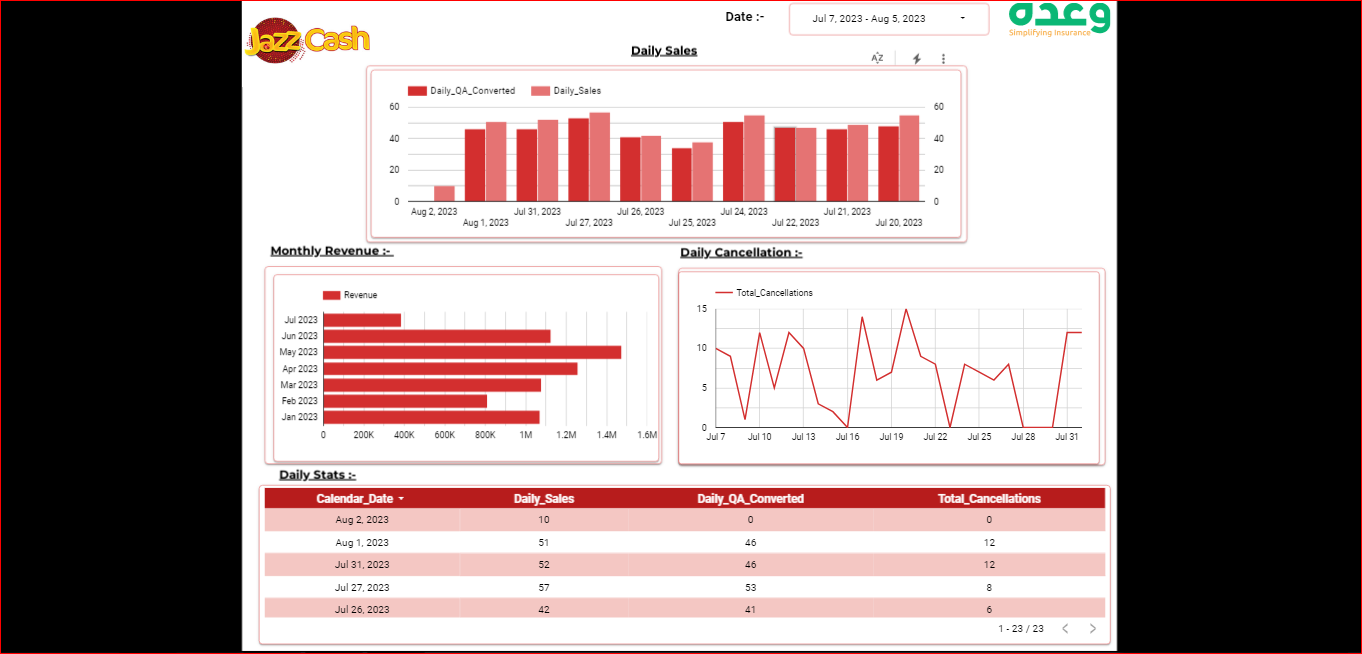 Date :-
Jul 7, 2023 - Aug 5, 2023
وعده
Simplifying Insurance
Jazz Cash
Daily Sales
AZ
Daily_QA_Converted Daily_Sales
60 60
40 40
20 20
0 0
Aug 2, 2023 Jul 31, 2023 Jul 26, 2023 Jul 24, 2023 Jul 21, 2023
Aug 1, 2023 Jul 27, 2023 Jul 25, 2023 Jul 22, 2023 Jul 20, 2023
Monthly Revenue :-
Revenue
Jul 2023
Jun 2023
May 2023
Apr 2023
Mar 2023
Feb 2023
Jan 2023
0 200K 400K 600K 800K 1M 1.2M 1.4M 1.6M
Daily Cancellation :-
Total_Cancellations
15
10
5
0
Jul 7 Jul 10 Jul 13 Jul 16 Jul 19 Jul 22 Jul 25 Jul 28 Jul 31
Daily Stats :-
Calendar_Date Daily_Sales Daily_QA_Converted Total_Cancellations
Aug 2, 2023 10 0 0
Aug 1, 2023 51 46 12
Jul 31, 2023 52 46 12
Jul 27, 2023 57 53 8
Jul 26, 2023 42 41 6
1 - 23 / 23